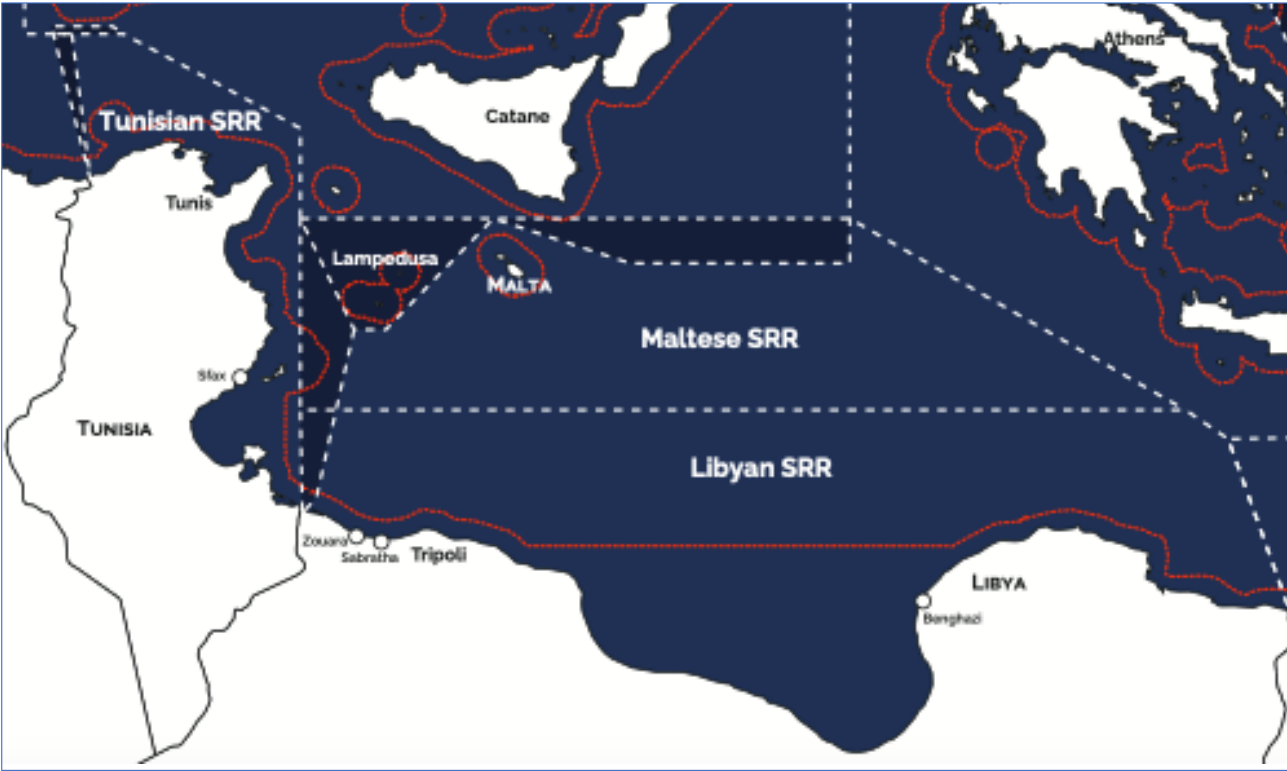 Athens
Catane
Tunisian SRR
Tunis
Lampedusa
MALTA
Maltese SRR
Sfax
TUNISIA
Libyan SRR
Zouara
Sabratha
Tripoli
LIBYA
Benghazi